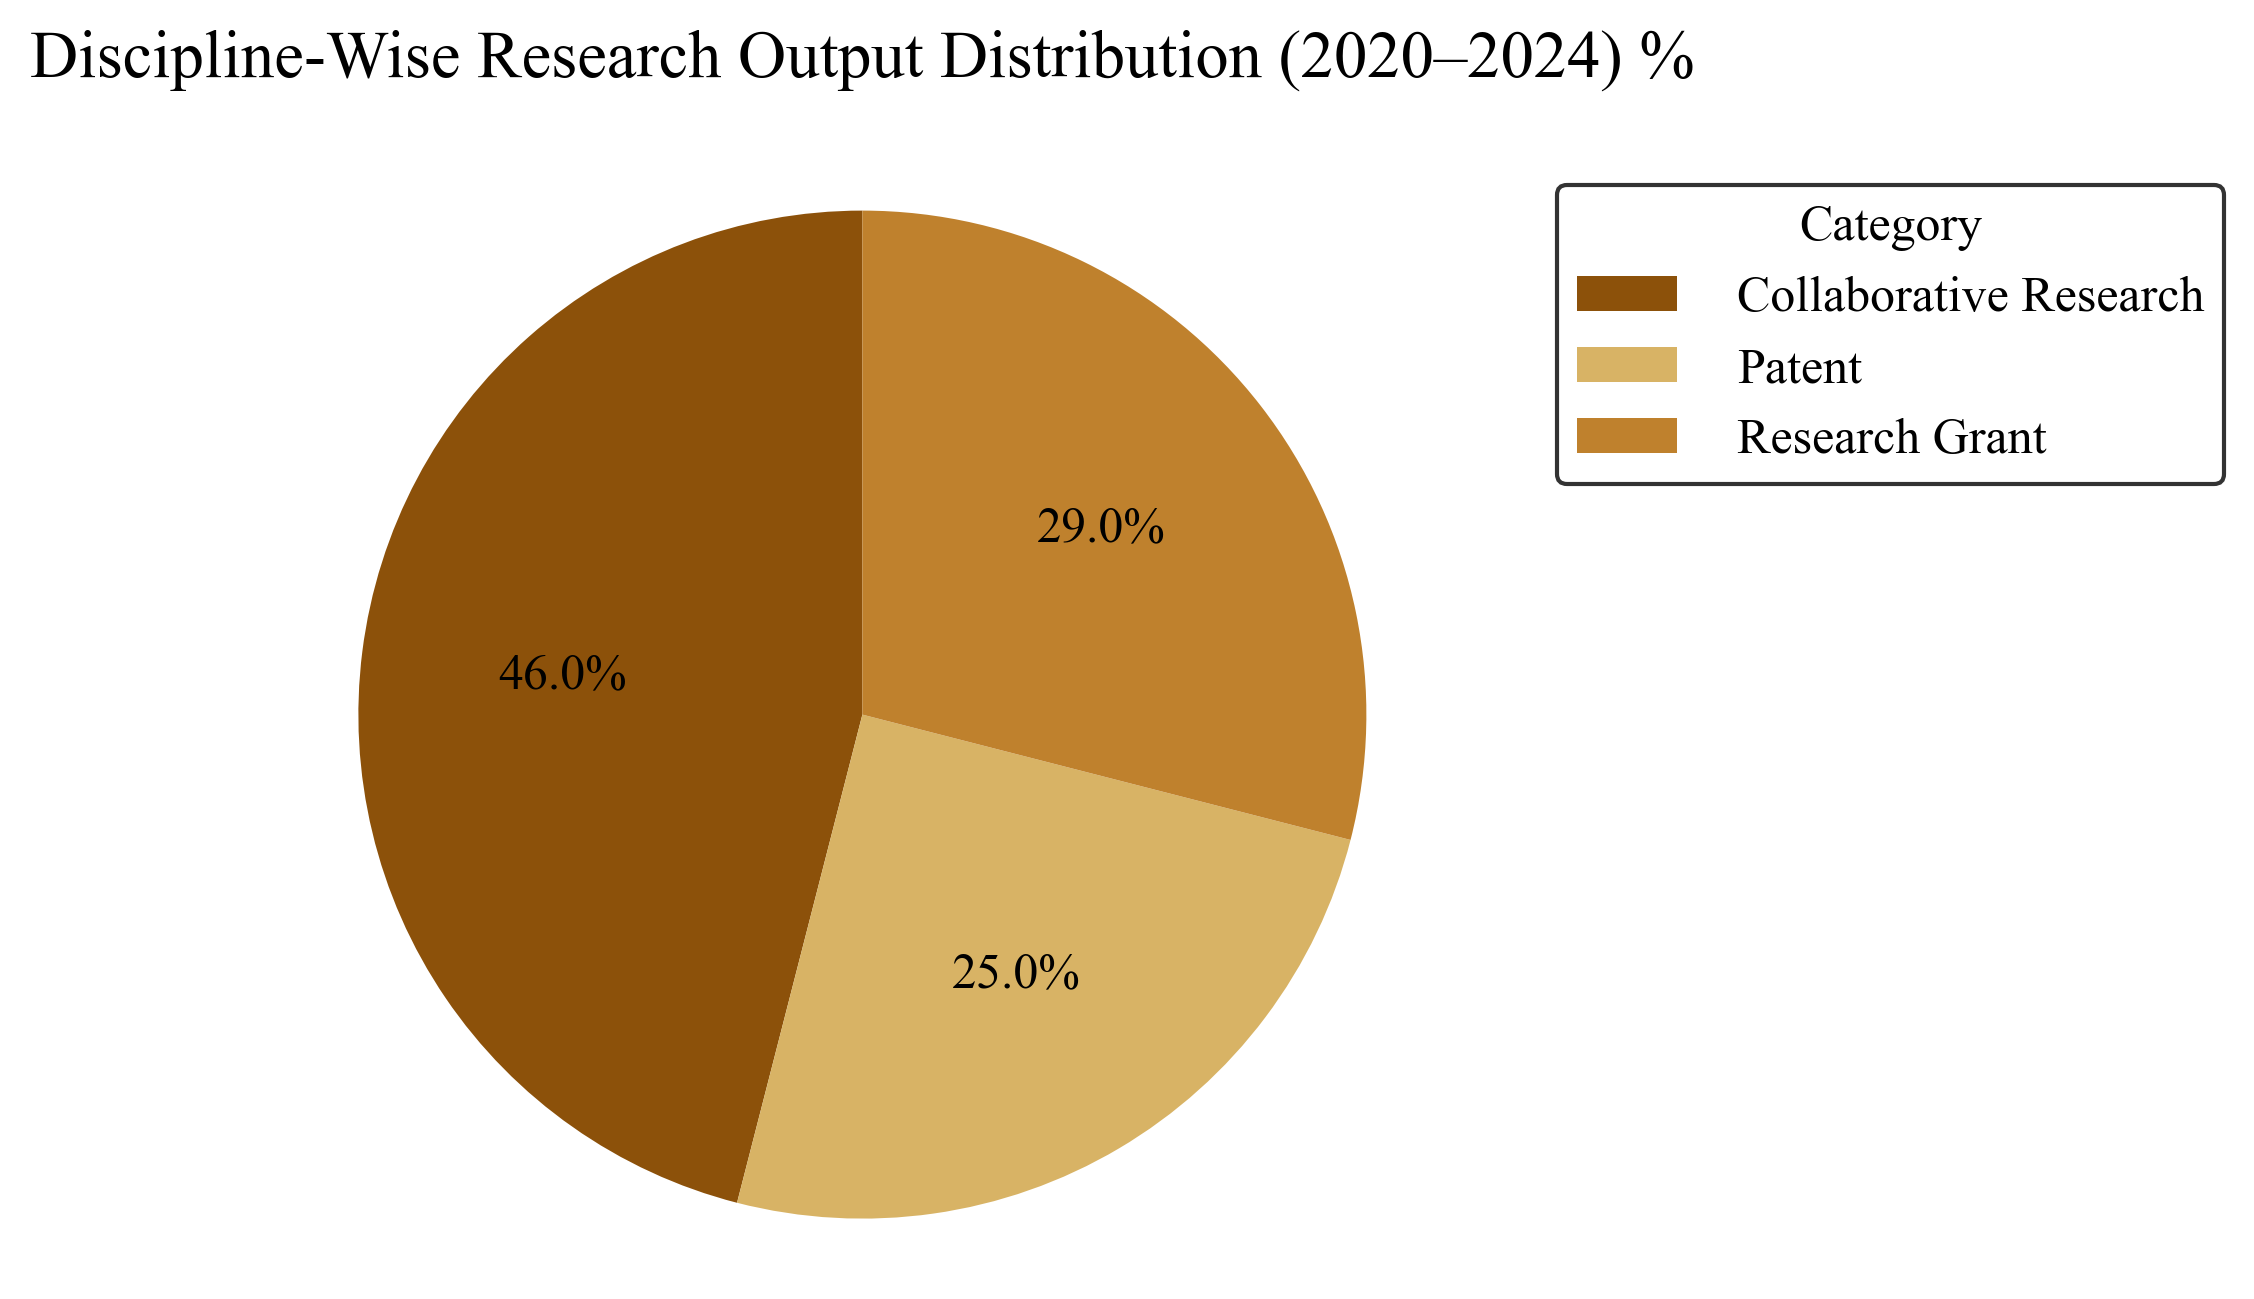 Discipline-Wise Research Output Distribution (2020–2024) %
Category
Collaborative Research
Patent
Research Grant
29.0%
46.0%
25.0%